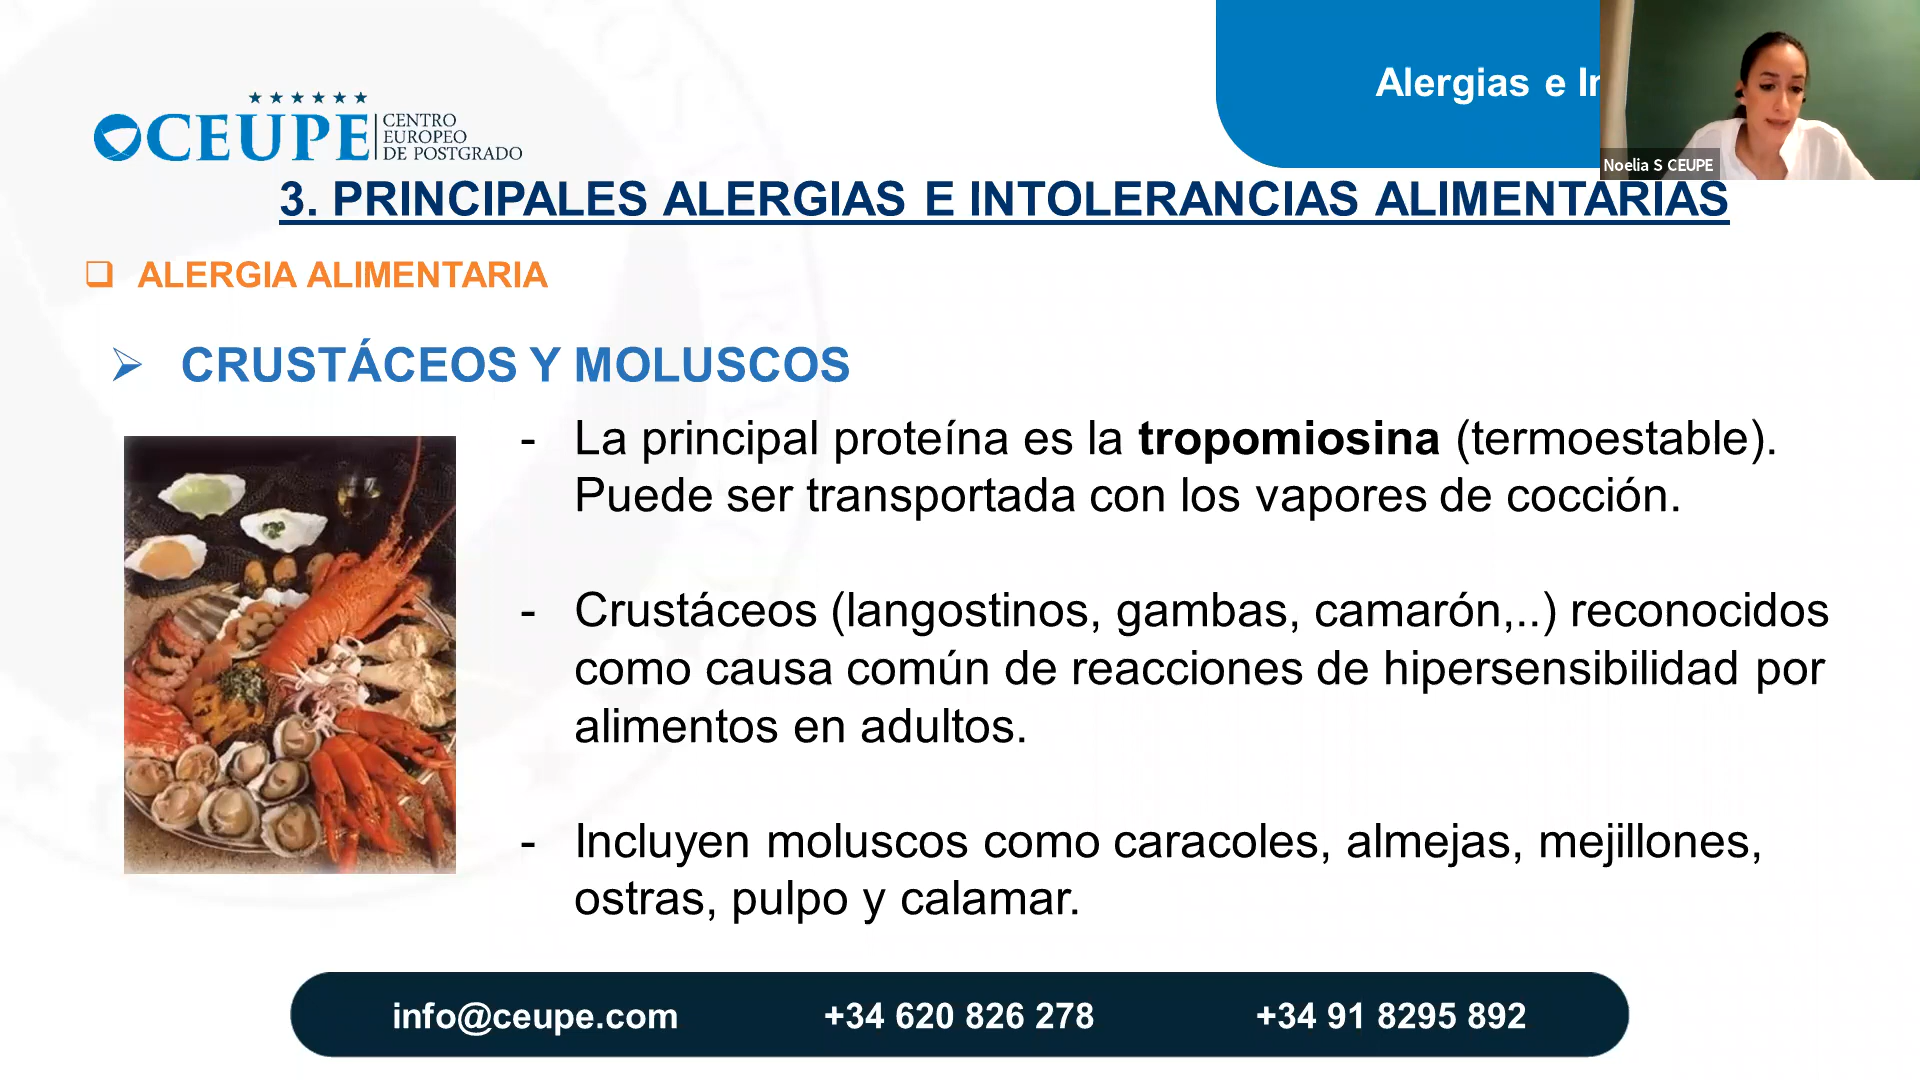 Alergias e
Noelia S CEUPE
CEUPE
CENTRO
EUROPEO
DE POSTGRADO
3. PRINCIPALES ALERGIAS E INTOLERANCIAS ALIMENTARIAS
ALERGIA ALIMENTARIA
CRUSTÁCEOS Y MOLUSCOS
- La principal proteína es la tropomiosina (termoestable).
Puede ser transportada con los vapores de cocción.
- Crustáceos (langostinos, gambas, camarón,..) reconocidos
como causa común de reacciones de hipersensibilidad por
alimentos en adultos.
- Incluyen moluscos como caracoles, almejas, mejillones,
ostras, pulpo y calamar.
info@ceupe.com +34 620 826 278 +34 91 8295 892